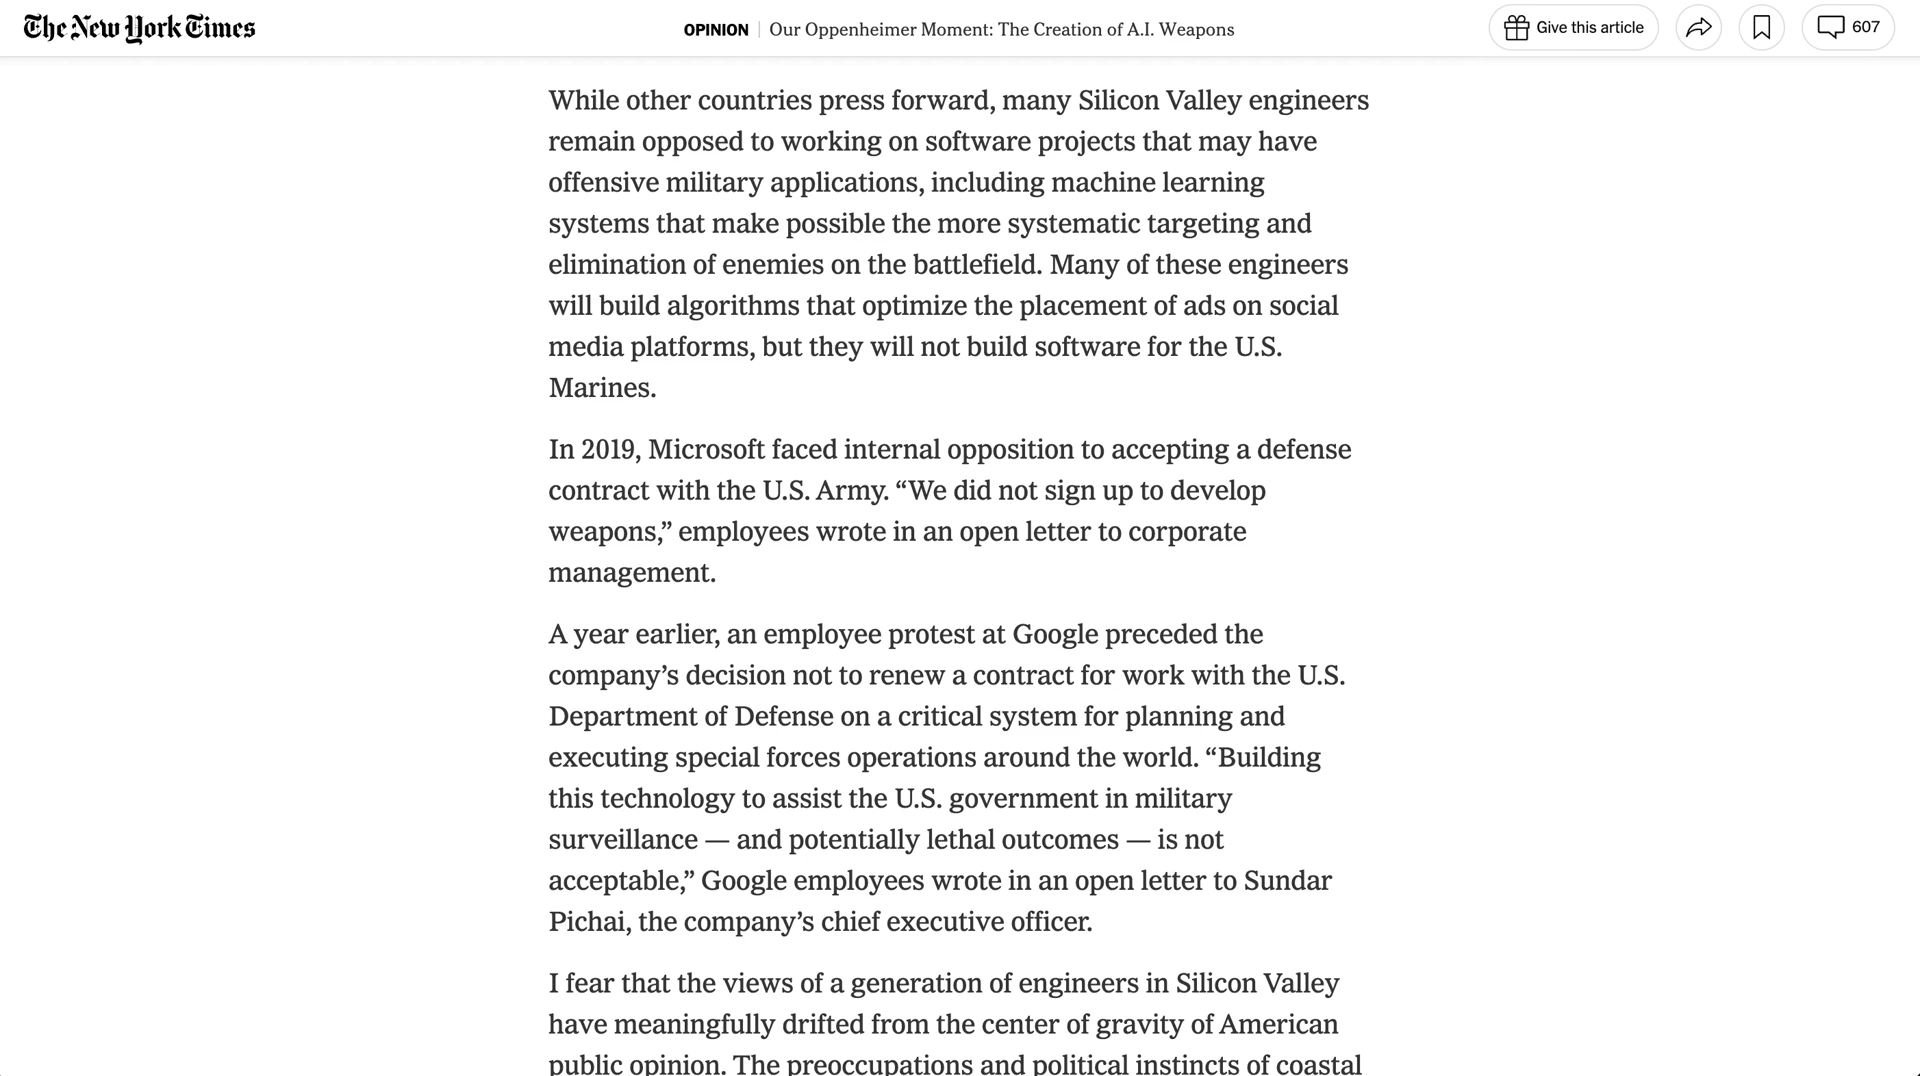 The New York Times
OPINION | Our Oppenheimer Moment: The Creation of A.I. Weapons
Give this article
607
While other countries press forward, many Silicon Valley engineers
remain opposed to working on software projects that may have
offensive military applications, including machine learning
systems that make possible the more systematic targeting and
elimination of enemies on the battlefield. Many of these engineers
will build algorithms that optimize the placement of ads on social
media platforms, but they will not build software for the U.S.
Marines.
In 2019, Microsoft faced internal opposition to accepting a defense
contract with the U.S. Army. “We did not sign up to develop
weapons,” employees wrote in an open letter to corporate
management.
A year earlier, an employee protest at Google preceded the
company’s decision not to renew a contract for work with the U.S.
Department of Defense on a critical system for planning and
executing special forces operations around the world. “Building
this technology to assist the U.S. government in military
surveillance — and potentially lethal outcomes — is not
acceptable,” Google employees wrote in an open letter to Sundar
Pichai, the company’s chief executive officer.
I fear that the views of a generation of engineers in Silicon Valley
have meaningfully drifted from the center of gravity of American
public opinion. The preoccupations and political instincts of coastal